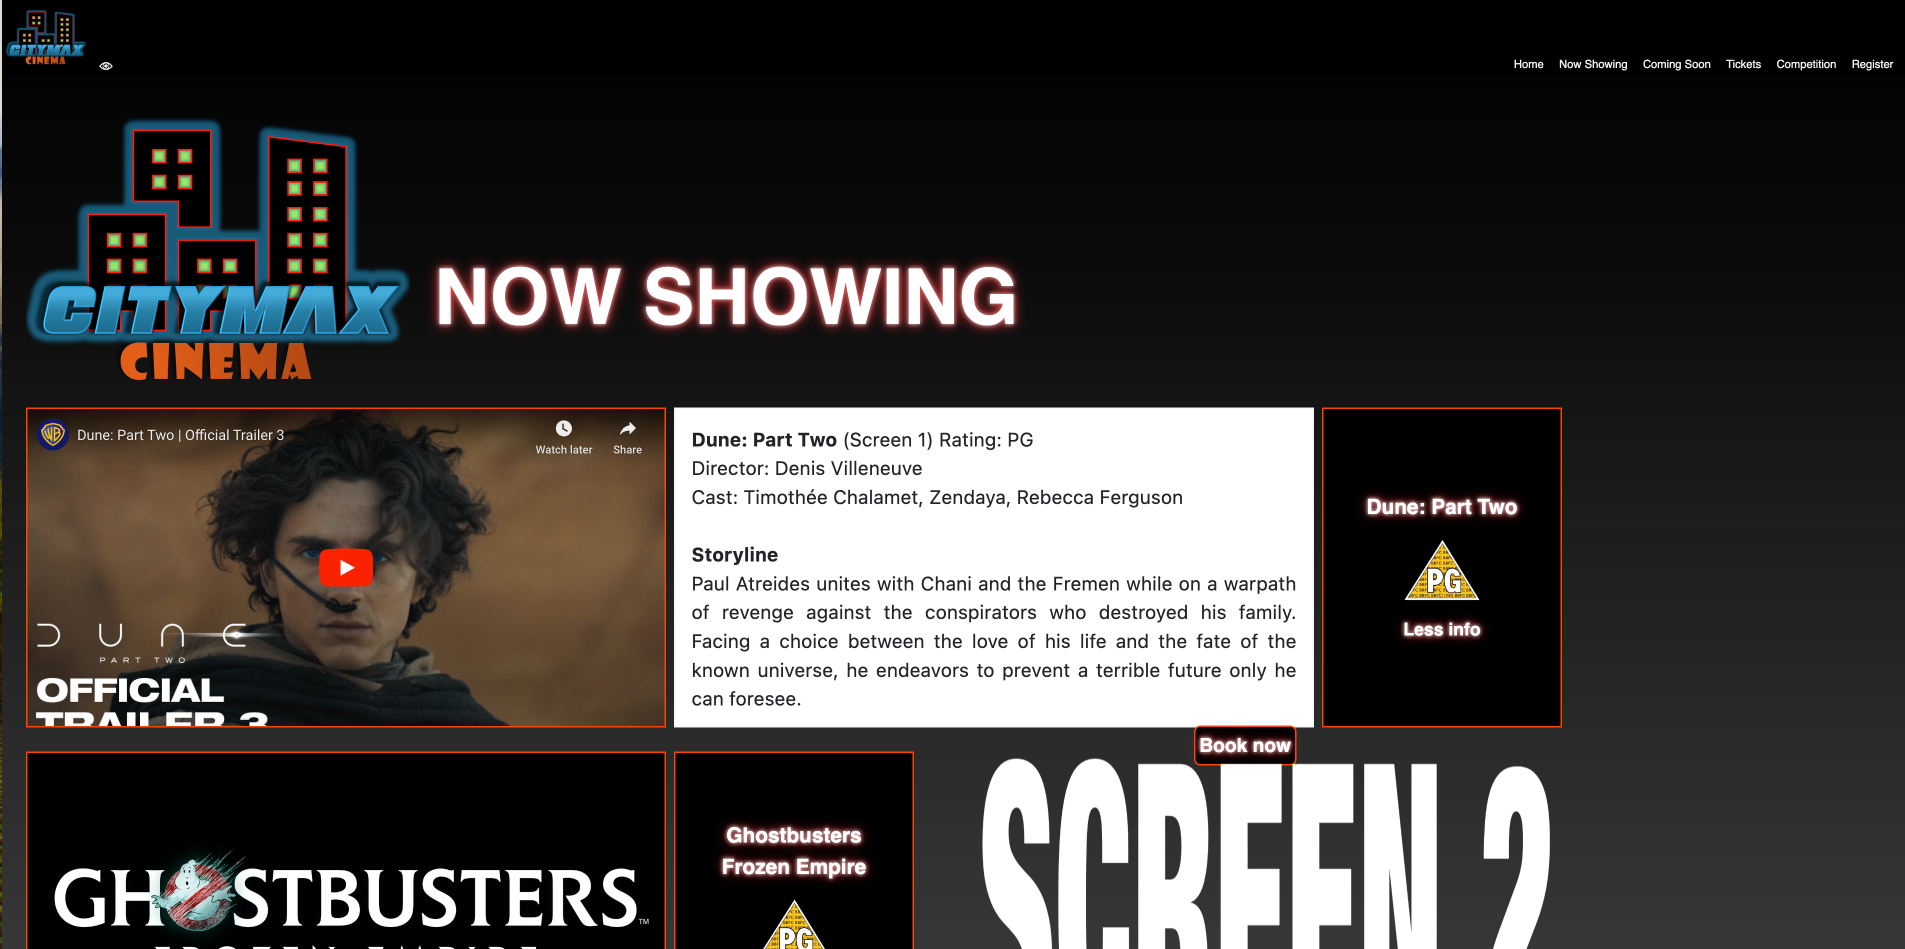 CITYMAX
CINEMA
Home Now Showing Coming Soon Tickets Competition Register
CITYMAX
CINEMA
NOW SHOWING
Dune: Part Two | Official Trailer 3
Watch later
Share
DUNE
PART TWO
OFFICIAL
TRAILER 3
Dune: Part Two (Screen 1) Rating: PG
Director: Denis Villeneuve
Cast: Timothée Chalamet, Zendaya, Rebecca Ferguson
Storyline
Paul Atreides unites with Chani and the Fremen while on a warpath
of revenge against the conspirators who destroyed his family.
Facing a choice between the love of his life and the fate of the
known universe, he endeavors to prevent a terrible future only he
can foresee.
Book now
Dune: Part Two
PG
Less info
GHOSTBUSTERS™
FROZEN EMPIRE
Ghostbusters
Frozen Empire
PG
SCREEN 2